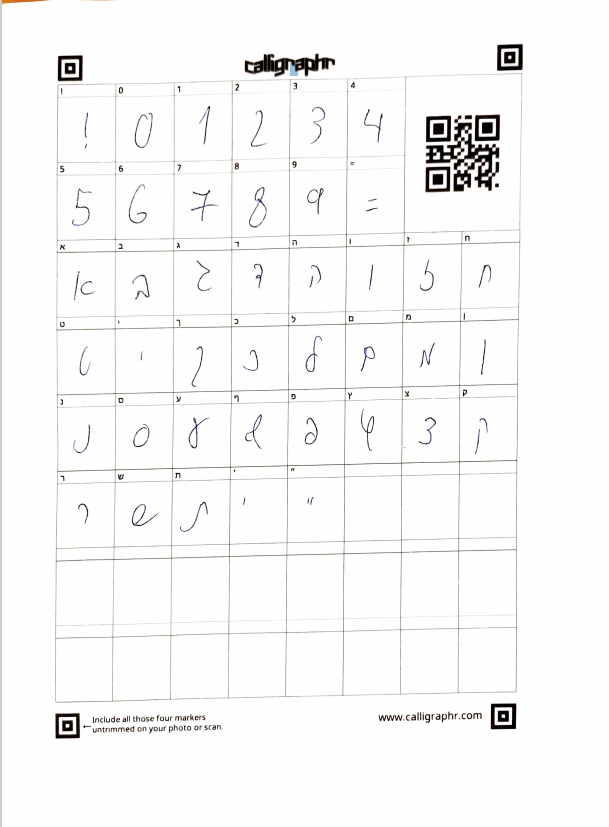 calligraphr
! 0 1 2 3 4
! 0 1 2 3 4
5 6 7 8 9 =
5 6 7 8 9 =
א ב ג ד ה ו ז ח
א ב ג ד ה ו ז ח
ט י ך כ ל ם מ ן
ט י ך כ ל ם מ ן
נ ס ע ף פ ץ צ ק
נ ס ע ף פ ץ צ ק
ר ש ת ׳ ״
ר ש ת ׳ ״
←Include all those four markers
untrimmed on your photo or scan.
www.calligraphr.com